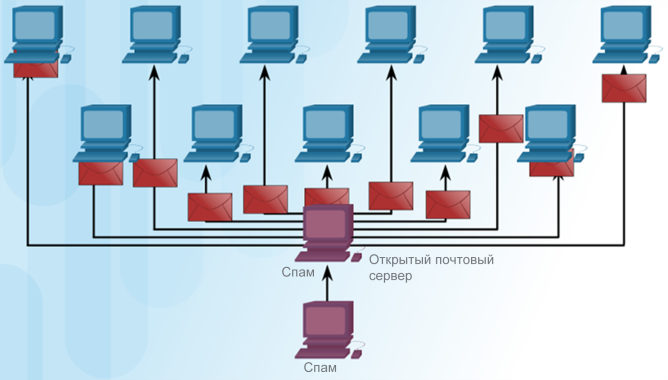 Открытый почтовый
сервер
Спам
Спам